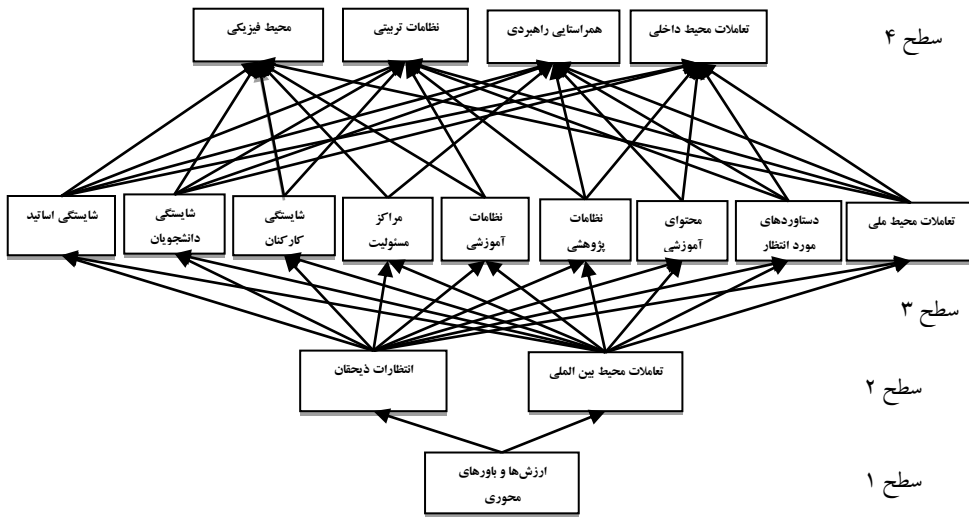 سطح ۴
تعاملات محیط داخلی
همراستایی راهبردی
نظامات تربیتی
محیط فیزیکی
تعاملات محیط ملی
دستاوردهای
مورد انتظار
محتوای
آموزشی
نظامات
پژوهشی
نظامات
آموزشی
مراکز
مسئولیت
شایستگی
کارکنان
شایستگی
دانشجویان
شایستگی اساتید
سطح ۳
تعاملات محیط بین المللی
انتظارات ذیحقان
سطح ۲
ارزش‌ها و باورهای
محوری
سطح ۱